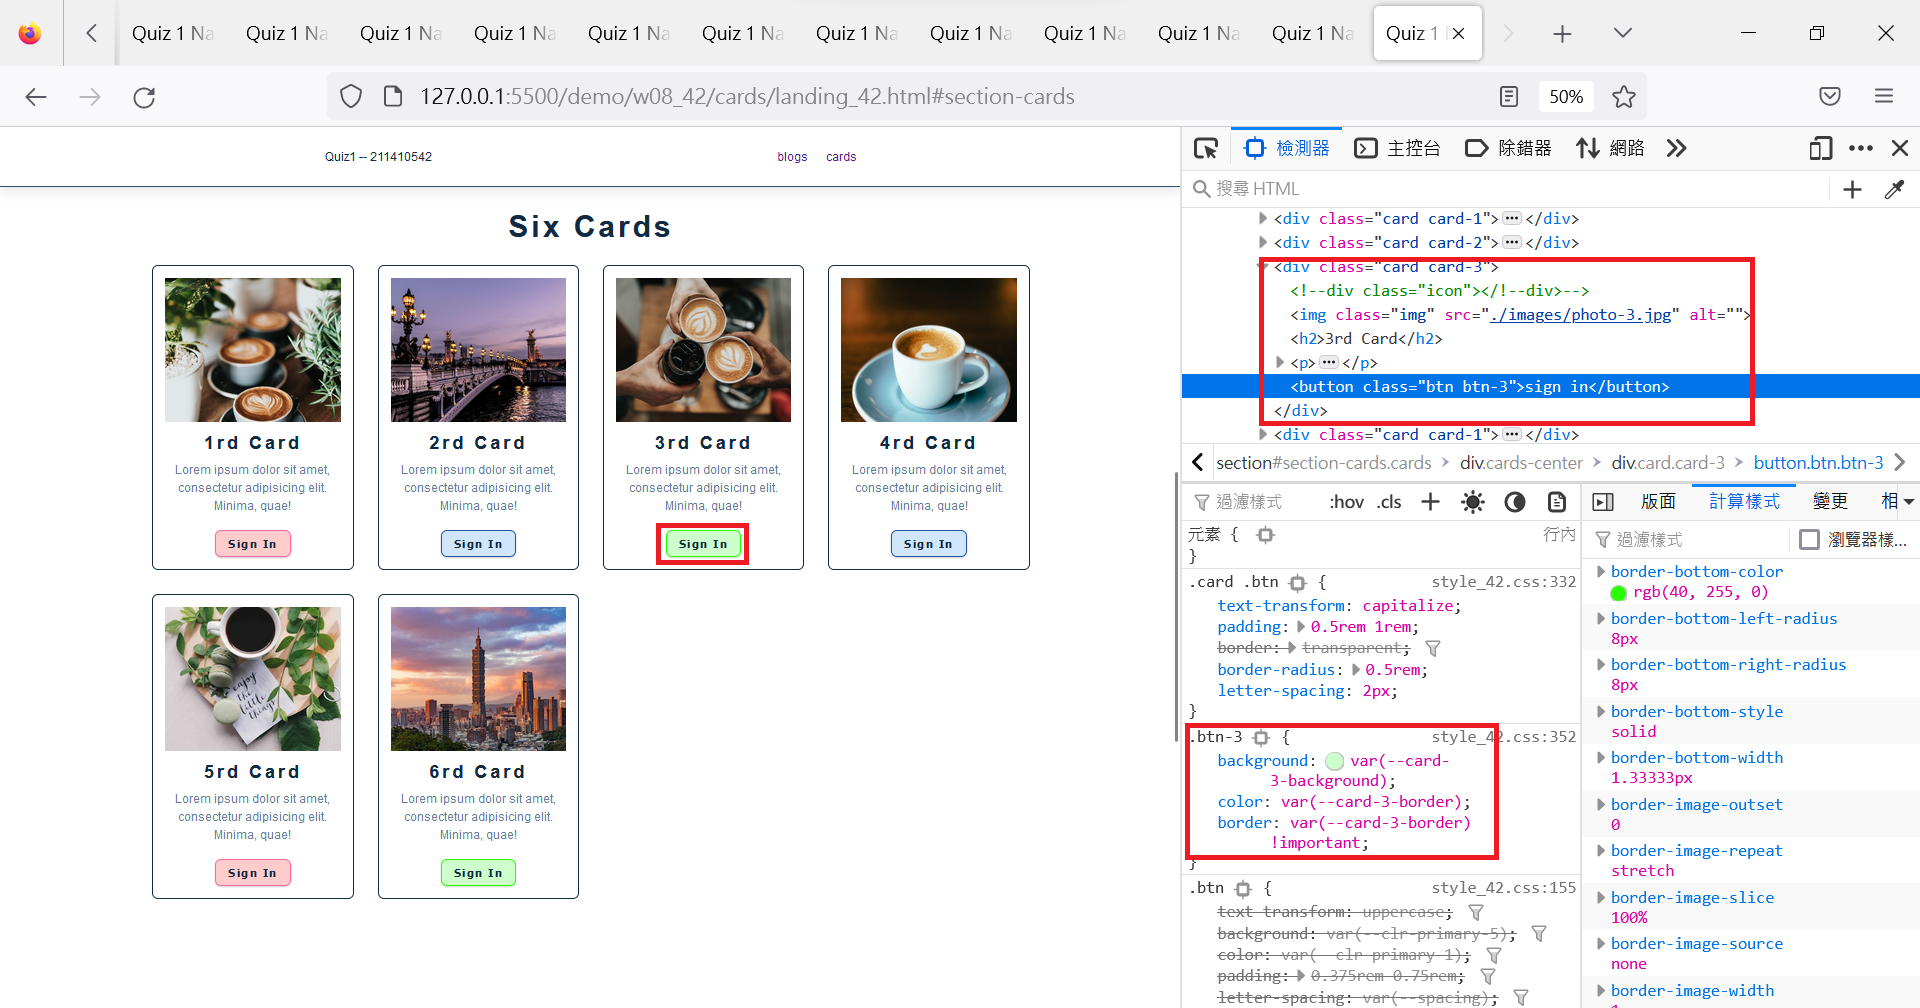 Quiz 1 Na
Quiz 1 Na
Quiz 1 Na
Quiz 1 Na
Quiz 1 Na
Quiz 1 Na
Quiz 1 Na
Quiz 1 Na
Quiz 1 Na
Quiz 1 Na
Quiz 1 Na
Quiz 1
127.0.0.1:5500/demo/w08_42/cards/landing_42.html#section-cards
50%
Quiz1 -- 211410542
blogs
cards
Six Cards
1rd Card
Lorem ipsum dolor sit amet,
consectetur adipisicing elit.
Minima, quae!
Sign In
2rd Card
Lorem ipsum dolor sit amet,
consectetur adipisicing elit.
Minima, quae!
Sign In
3rd Card
Lorem ipsum dolor sit amet,
consectetur adipisicing elit.
Minima, quae!
Sign In
4rd Card
Lorem ipsum dolor sit amet,
consectetur adipisicing elit.
Minima, quae!
Sign In
enjoy
the
little
things
5rd Card
Lorem ipsum dolor sit amet,
consectetur adipisicing elit.
Minima, quae!
Sign In
6rd Card
Lorem ipsum dolor sit amet,
consectetur adipisicing elit.
Minima, quae!
Sign In
檢測器
主控台
除錯器
網路
搜尋 HTML
<div class="card card-1"> ••• </div>
<div class="card card-2"> ••• </div>
<div class="card card-3">
<!--div class="icon"></!--div>-->
<img class="img" src="./images/photo-3.jpg" alt="">
<h2>3rd Card</h2>
<p> ••• </p>
<button class="btn btn-3">sign in</button>
</div>
<div class="card card-1"> ••• </div>
section#section-cards.cards > div.cards-center > div.card.card-3 > button.btn.btn-3
過濾樣式
:hov .cls
元素 { 行內
}
.card .btn { style_42.css:332
text-transform: capitalize;
padding: 0.5rem 1rem;
border: transparent;
border-radius: 0.5rem;
letter-spacing: 2px;
}
.btn-3 { style_42.css:352
background: var(--card-
3-background);
color: var(--card-3-border);
border: var(--card-3-border)
!important;
}
.btn { style_42.css:155
text-transform: uppercase;
background: var(--clr-primary-5);
color: var(--clr-primary-1);
padding: 0.375rem 0.75rem;
letter-spacing: var(--spacing);
版面
計算樣式
變更
相
過濾樣式
瀏覽器樣...
border-bottom-color
rgb(40, 255, 0)
border-bottom-left-radius
8px
border-bottom-right-radius
8px
border-bottom-style
solid
border-bottom-width
1.33333px
border-image-outset
0
border-image-repeat
stretch
border-image-slice
100%
border-image-source
none
border-image-width